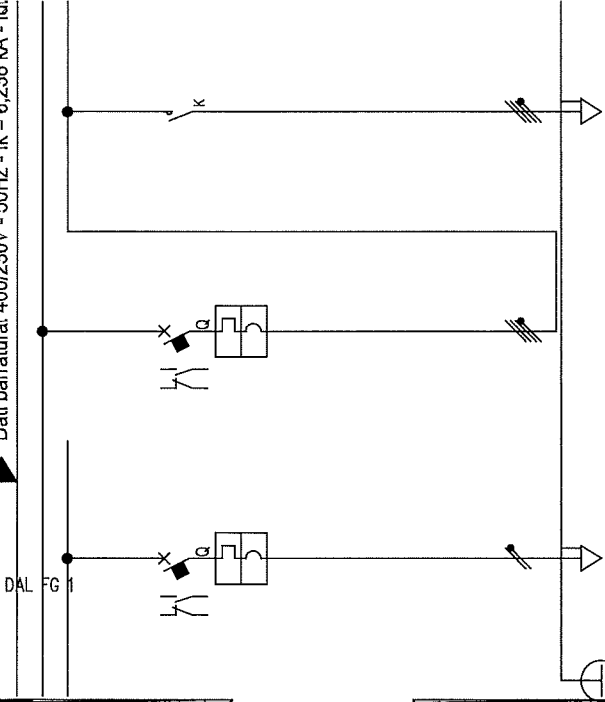 Dati barratura: 400/230V - 50Hz - Ik = 6,236 kA -
K
Q
Q
DAL FG 1